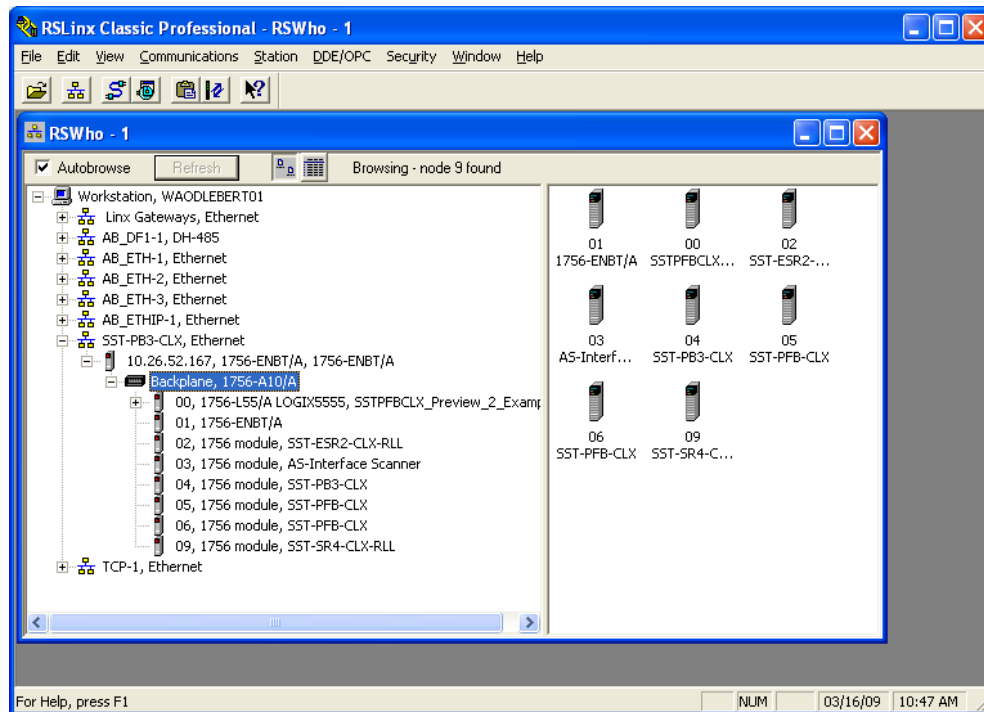 RSLinx Classic Professional - RSWho - 1
File Edit View Communications Station DDE/OPC Security Window Help
RSWho - 1
Autobrowse Refresh Browsing - node 9 found
Workstation, WAODLEBERT01
Linx Gateways, Ethernet
AB_DF1-1, DH-485
AB_ETH-1, Ethernet
AB_ETH-2, Ethernet
AB_ETH-3, Ethernet
AB_ETHIP-1, Ethernet
SST-PB3-CLX, Ethernet
10.26.52.167, 1756-ENBT/A, 1756-ENBT/A
Backplane, 1756-A10/A
00, 1756-L55/A LOGIX5555, SSTPFBCLX_Preview_2_Examp
01, 1756-ENBT/A
02, 1756 module, SST-ESR2-CLX-RLL
03, 1756 module, AS-Interface Scanner
04, 1756 module, SST-PB3-CLX
05, 1756 module, SST-PFB-CLX
06, 1756 module, SST-PFB-CLX
09, 1756 module, SST-SR4-CLX-RLL
TCP-1, Ethernet
01 00 02
1756-ENBT/A SSTPFBCLX... SST-ESR2-...
03 04 05
AS-Interf... SST-PB3-CLX SST-PFB-CLX
06 09
SST-PFB-CLX SST-SR4-C...
For Help, press F1 NUM 03/16/09 10:47 AM